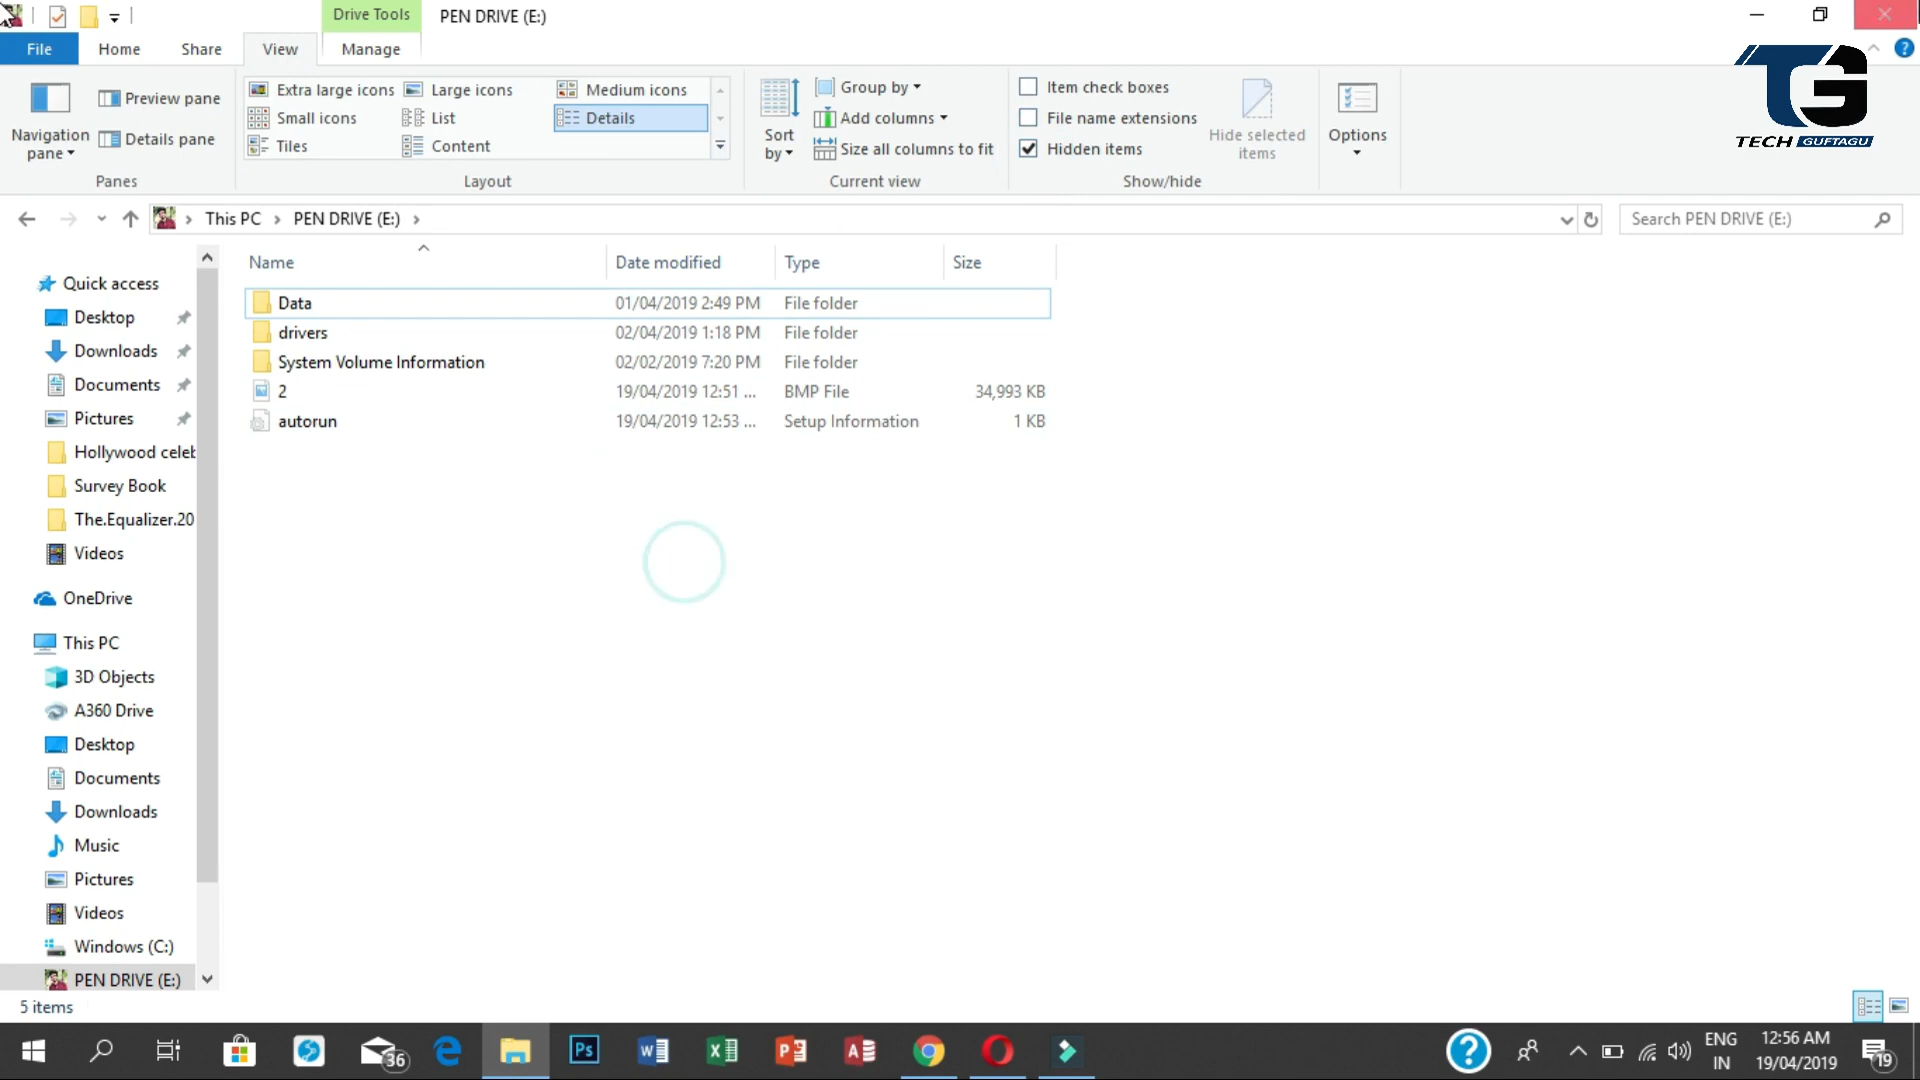 Drive Tools
PEN DRIVE (E:)
File
Home
Share
View
Manage
Navigation pane
Preview pane
Details pane
Panes
Extra large icons
Large icons
Medium icons
Small icons
List
Details
Tiles
Content
Layout
Sort by
Group by
Add columns
Size all columns to fit
Current view
Item check boxes
File name extensions
Hidden items
Hide selected items
Show/hide
Options
TG
TECH GUFTAGU
This PC > PEN DRIVE (E:) >
Search PEN DRIVE (E:)
Name Date modified Type Size
Data 01/04/2019 2:49 PM File folder
drivers 02/04/2019 1:18 PM File folder
System Volume Information 02/02/2019 7:20 PM File folder
2 19/04/2019 12:51 ... BMP File 34,993 KB
autorun 19/04/2019 12:53 ... Setup Information 1 KB
Quick access
Desktop
Downloads
Documents
Pictures
Hollywood celeb
Survey Book
The.Equalizer.20
Videos
OneDrive
This PC
3D Objects
A360 Drive
Desktop
Documents
Downloads
Music
Pictures
Videos
Windows (C:)
PEN DRIVE (E:)
5 items
36
Ps
ENG
IN
12:56 AM
19/04/2019
19